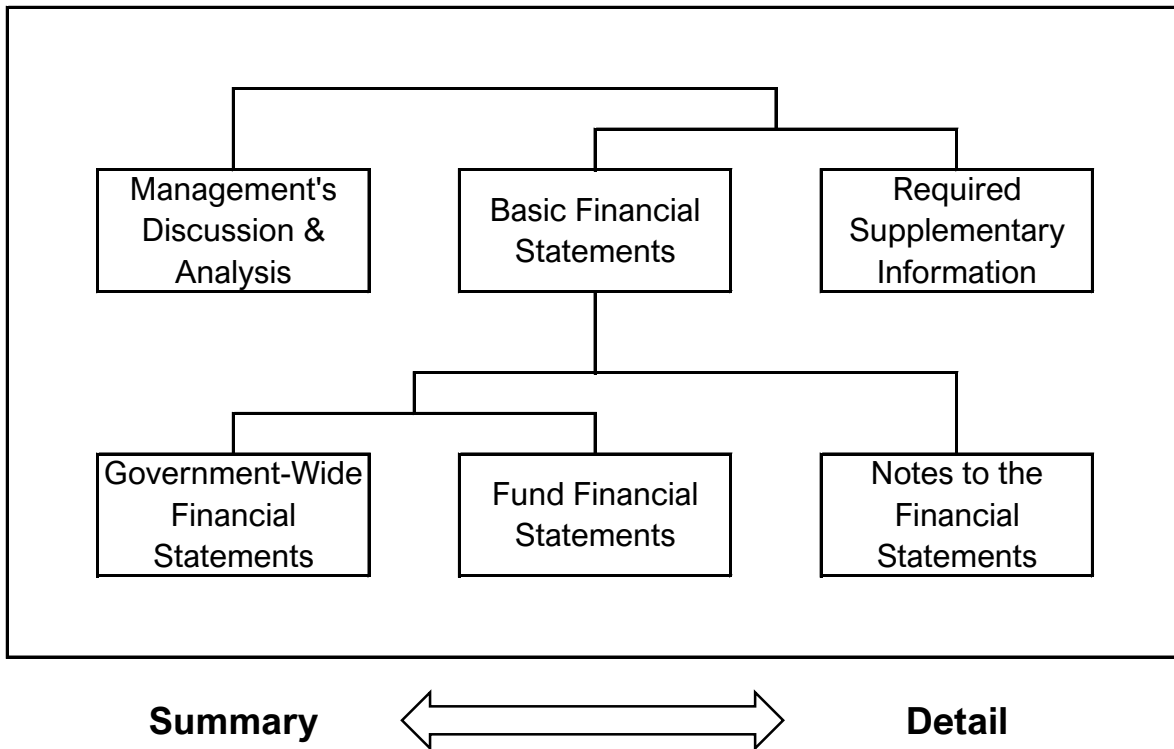 Management's
Discussion &
Analysis
Basic Financial
Statements
Required
Supplementary
Information
Government-Wide
Financial
Statements
Fund Financial
Statements
Notes to the
Financial
Statements
Summary
Detail